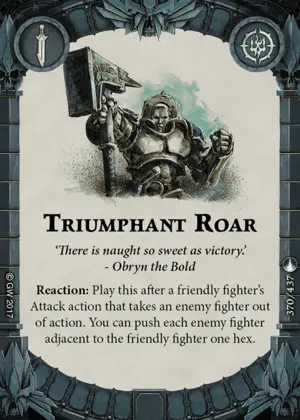 TRIUMPHANT ROAR
'There is naught so sweet as victory.'
- Obryn the Bold
Reaction: Play this after a friendly fighter's
Attack action that takes an enemy fighter out
of action. You can push each enemy fighter
adjacent to the friendly fighter one hex.
© GW 2017
370/437